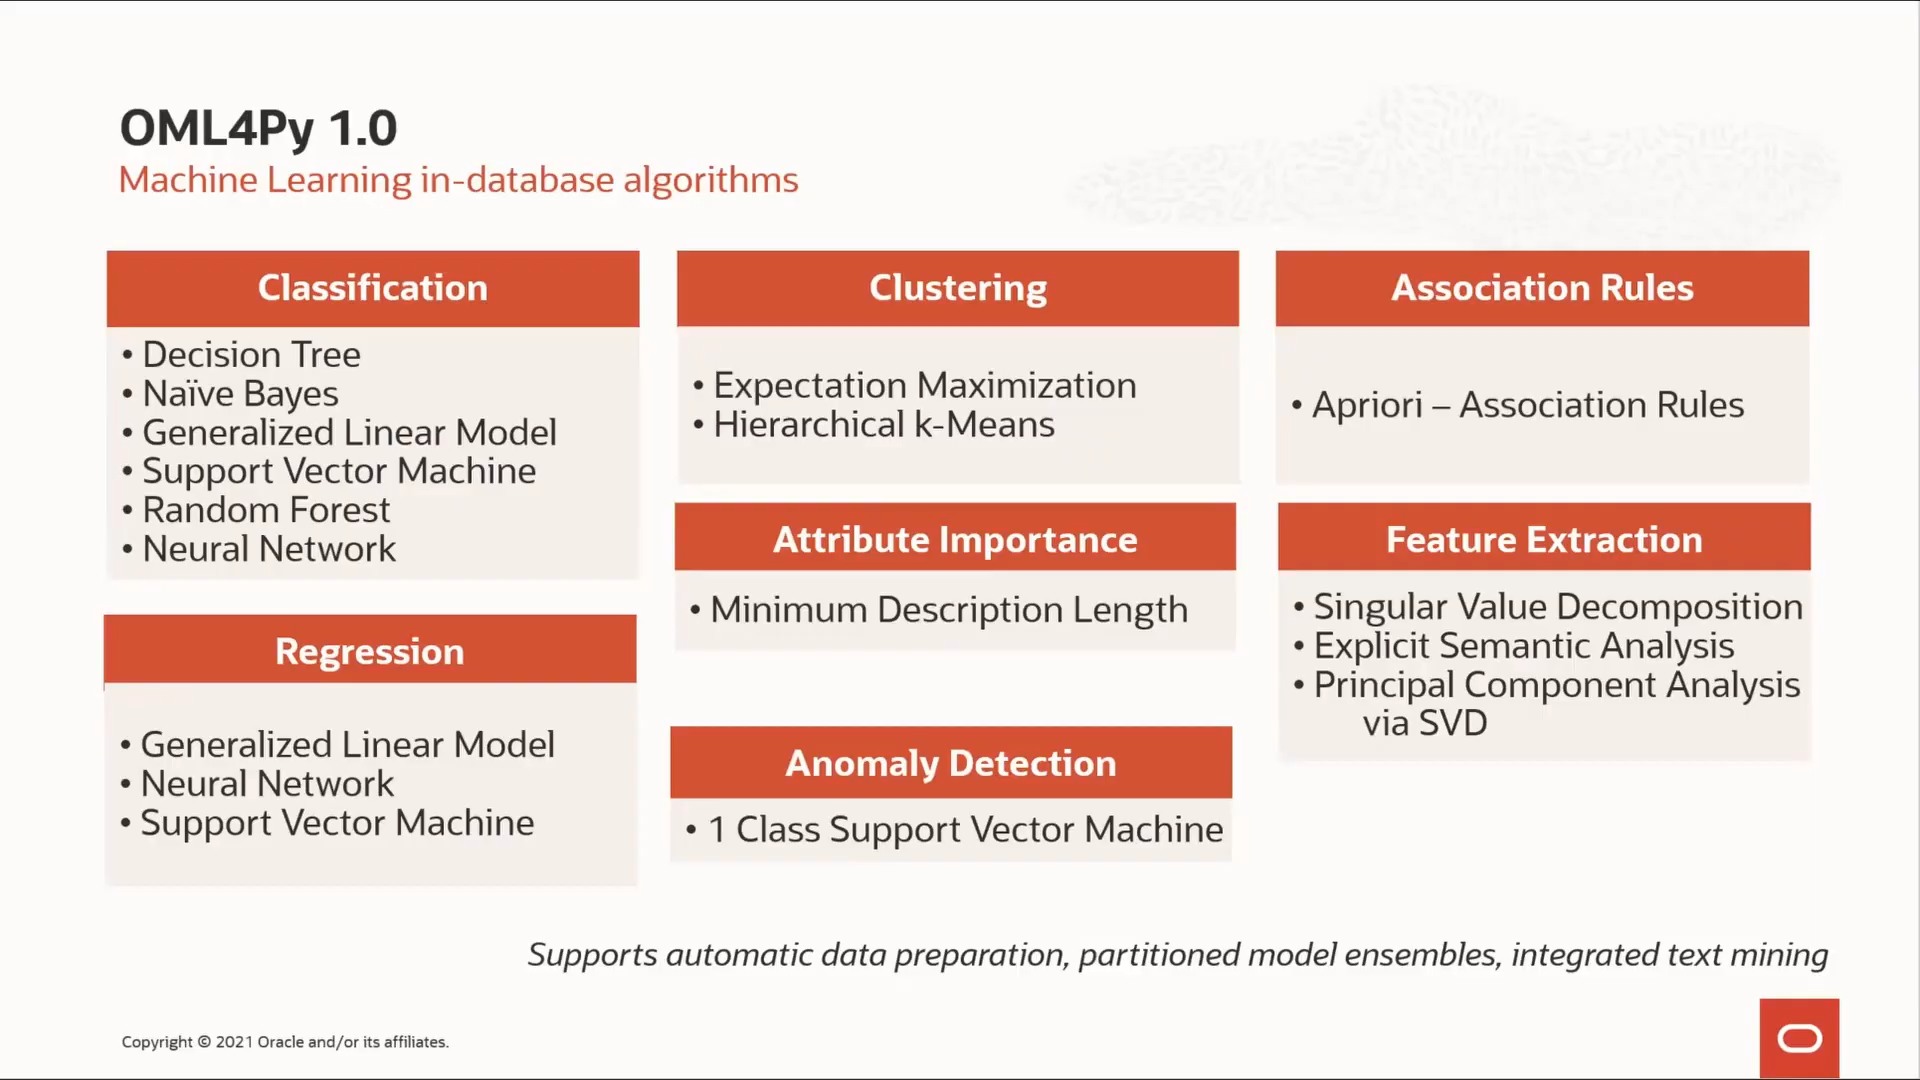 OML4Py 1.0
Machine Learning in-database algorithms
Classification
• Decision Tree
• Naïve Bayes
• Generalized Linear Model
• Support Vector Machine
• Random Forest
• Neural Network
Regression
• Generalized Linear Model
• Neural Network
• Support Vector Machine
Clustering
• Expectation Maximization
• Hierarchical k-Means
Attribute Importance
• Minimum Description Length
Anomaly Detection
• 1 Class Support Vector Machine
Association Rules
• Apriori – Association Rules
Feature Extraction
• Singular Value Decomposition
• Explicit Semantic Analysis
• Principal Component Analysis
via SVD
Supports automatic data preparation, partitioned model ensembles, integrated text mining
Copyright © 2021 Oracle and/or its affiliates.